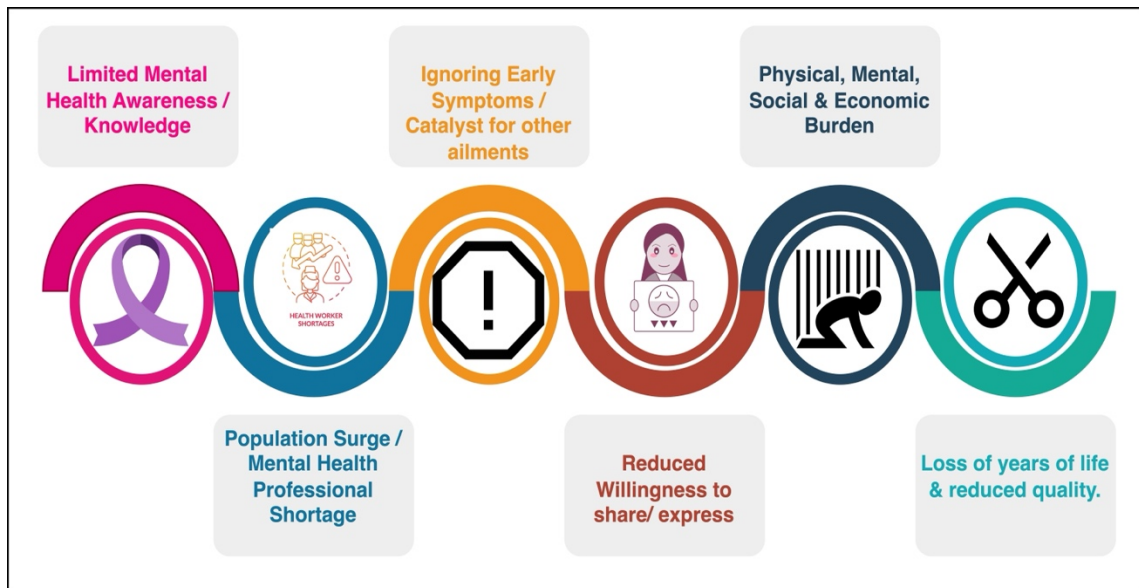 Limited Mental
Health Awareness /
Knowledge
HEALTH WORKER
SHORTAGES
Population Surge /
Mental Health
Professional
Shortage
Ignoring Early
Symptoms /
Catalyst for other
ailments
!
Reduced
Willingness to
share/ express
Physical, Mental,
Social & Economic
Burden
Loss of years of life
& reduced quality.